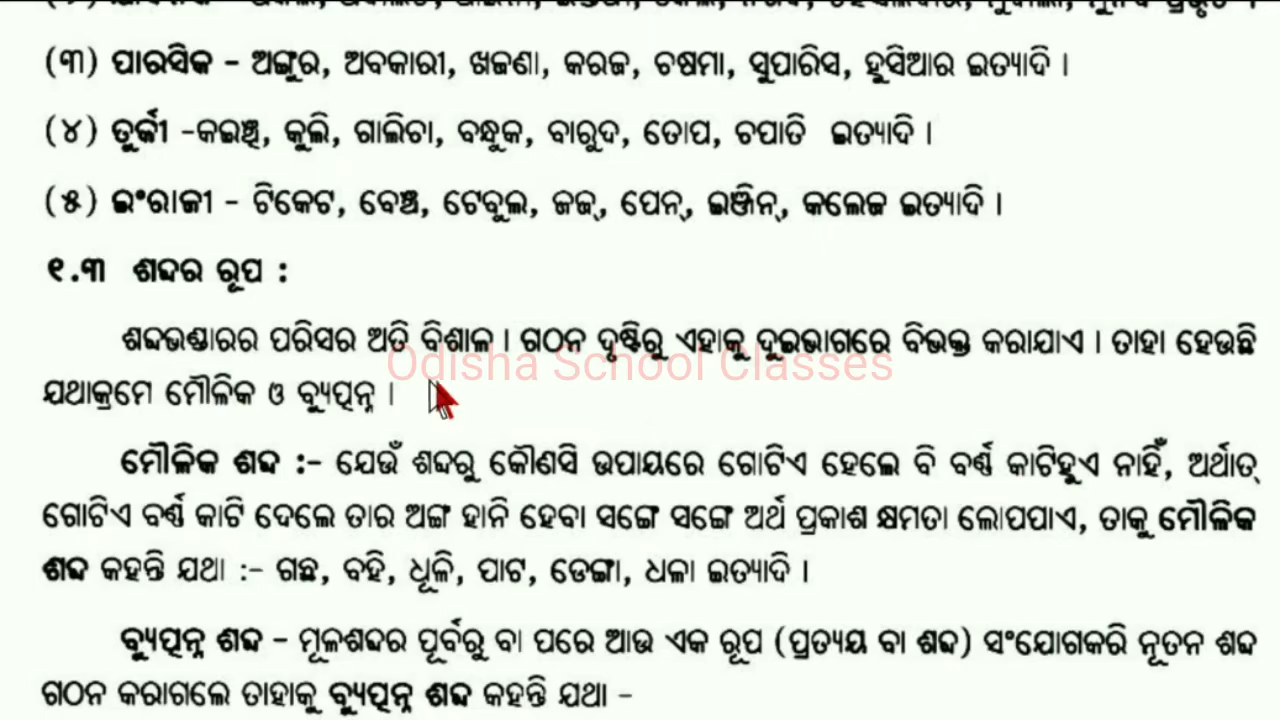 (୩) ପାରସିକ - ଅଙ୍ଗୁର, ଅବକାରୀ, ଖଜଣା, କରଜ, ଚଷମା, ସୁପାରିସ, ହୁସିଆର ଇତ୍ୟାଦି ।
(୪) ତୁର୍କୀ -କଇଞ୍ଚି, କୁଲି, ଗାଲିଚା, ବନ୍ଧୁକ, ବାରୁଦ, ତୋପ, ଚପାତି ଇତ୍ୟାଦି ।
(୫) ଇଂରାଜୀ - ଟିକେଟ, ବେଞ୍ଚ, ଟେବୁଲ, ଜଜ୍, ପେନ୍, ଇଞ୍ଜିନ୍, କଲେଜ ଇତ୍ୟାଦି ।
୧.୩ ଶବ୍ଦର ରୂପ :
ଶବ୍ଦଭଣ୍ଡାରର ପରିସର ଅତି ବିଶାଳ । ଗଠନ ଦୃଷ୍ଟିରୁ ଏହାକୁ ଦୁଇଭାଗରେ ବିଭକ୍ତ କରାଯାଏ । ତାହା ହେଉଛି
Odisha School Classes
ଯଥାକ୍ରମେ ମୌଳିକ ଓ ବ୍ୟୁତ୍ପନ୍ନ ।
ମୌଳିକ ଶବ୍ଦ :- ଯେଉଁ ଶବ୍ଦରୁ କୌଣସି ଉପାୟରେ ଗୋଟିଏ ହେଲେ ବି ବର୍ଣ୍ଣ କାଟିହୁଏ ନାହିଁ, ଅର୍ଥାତ୍
ଗୋଟିଏ ବର୍ଣ୍ଣ କାଟି ଦେଲେ ତାର ଅଙ୍ଗ ହାନି ହେବା ସଙ୍ଗେ ସଙ୍ଗେ ଅର୍ଥ ପ୍ରକାଶ କ୍ଷମତା ଲୋପପାଏ, ତାକୁ ମୌଳିକ
ଶବ୍ଦ କହନ୍ତି ଯଥା :- ଗଛ, ବହି, ଧୂଳି, ପାଟ, ଡେଙ୍ଗା, ଧଳା ଇତ୍ୟାଦି ।
ବ୍ୟୁତ୍ପନ୍ନ ଶବ୍ଦ - ମୂଳଶବ୍ଦର ପୂର୍ବରୁ ବା ପରେ ଆଉ ଏକ ରୂପ (ପ୍ରତ୍ୟୟ ବା ଶବ୍ଦ) ସଂଯୋଗକରି ନୂତନ ଶବ୍ଦ
ଗଠନ କରାଗଲେ ତାହାକୁ ବ୍ୟୁତ୍ପନ୍ନ ଶବ୍ଦ କହନ୍ତି ଯଥା -